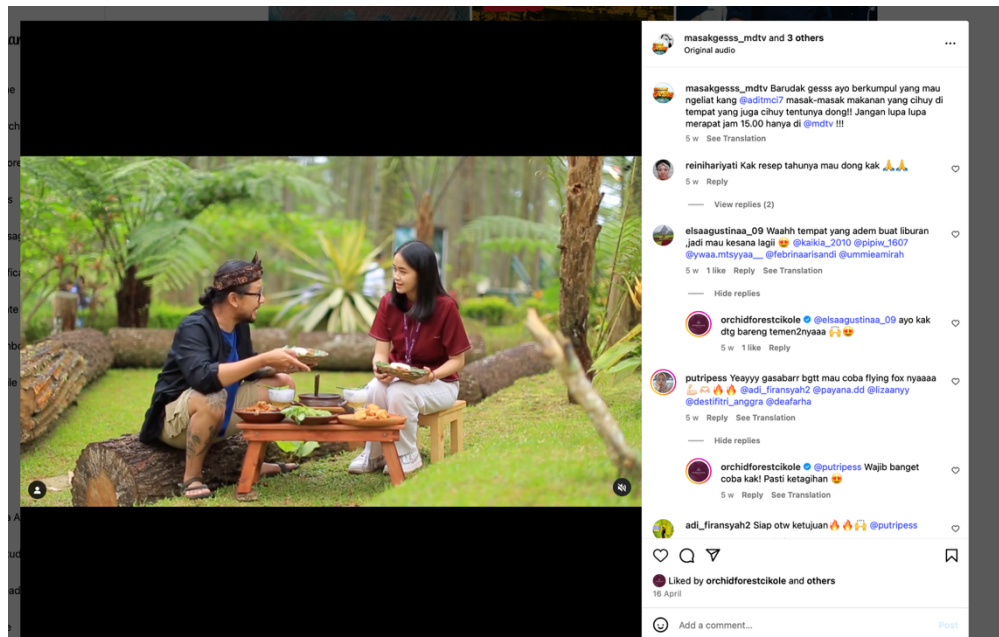 masakgesss_mdtv and 3 others
Original audio
masakgesss_mdtv Barudak gesss ayo berkumpul yang mau
ngeliat kang @aditmci7 masak-masak makanan yang cihuy di
tempat yang juga cihuy tentunya dong!! Jangan lupa lupa
merapat jam 15.00 hanya di @mdtv !!!
5 w See Translation
reinihariyati Kak resep tahunya mau dong kak 🙏🙏
5 w Reply
View replies (2)
elsaagustinaa_09 Waahh tempat yang adem buat liburan
,jadi mau kesana lagii 😍 @kaikia_2010 @pipiw_1607
@ywaa.mtsyyaa__ @febrinaarisandi @ummieamirah
5 w 1 like Reply See Translation
Hide replies
orchidforestcikole @elsaagustinaa_09 ayo kak
dtg bareng temen2nyaaa 🙌😍
5 w 1 like Reply
putripess Yeayyy gasabarr bgtt mau coba flying fox nyaaaa
💪🏻🫶🏻🔥🔥 @adi_firansyah2 @payana.dd @lizaanyy
@destifitri_anggra @deafarha
5 w Reply See Translation
Hide replies
orchidforestcikole @putripess Wajib banget
coba kak! Pasti ketagihan 😍
5 w Reply See Translation
adi_firansyah2 Siap otw ketujuan🔥🔥🙌 @putripess
Liked by orchidforestcikole and others
16 April
Add a comment...
Post